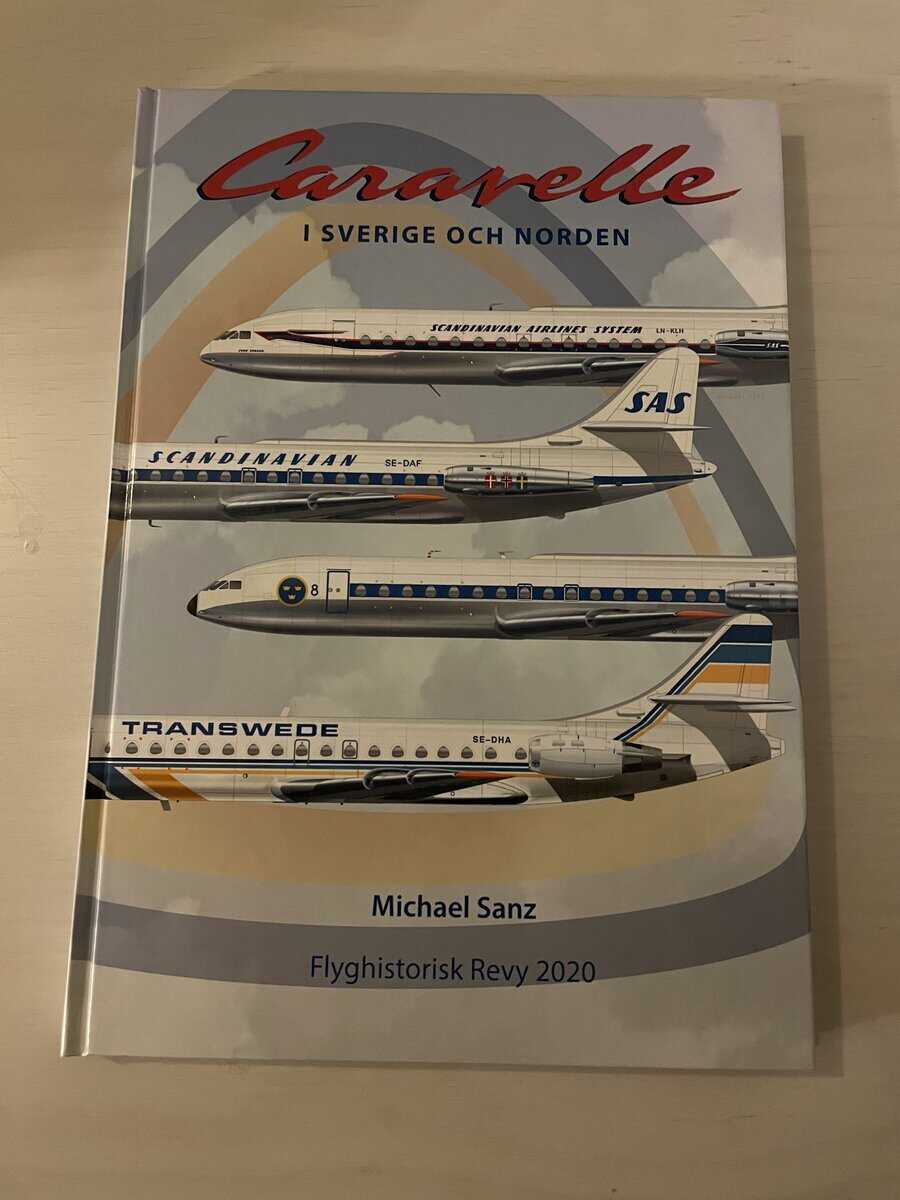 Caravelle
I SVERIGE OCH NORDEN
SCANDINAVIAN AIRLINES SYSTEM
LN-KLH
SAS
SAS
SCANDINAVIAN
SE-DAF
8
TRANSWEDE
SE-DHA
Michael Sanz
Flyghistorisk Revy 2020